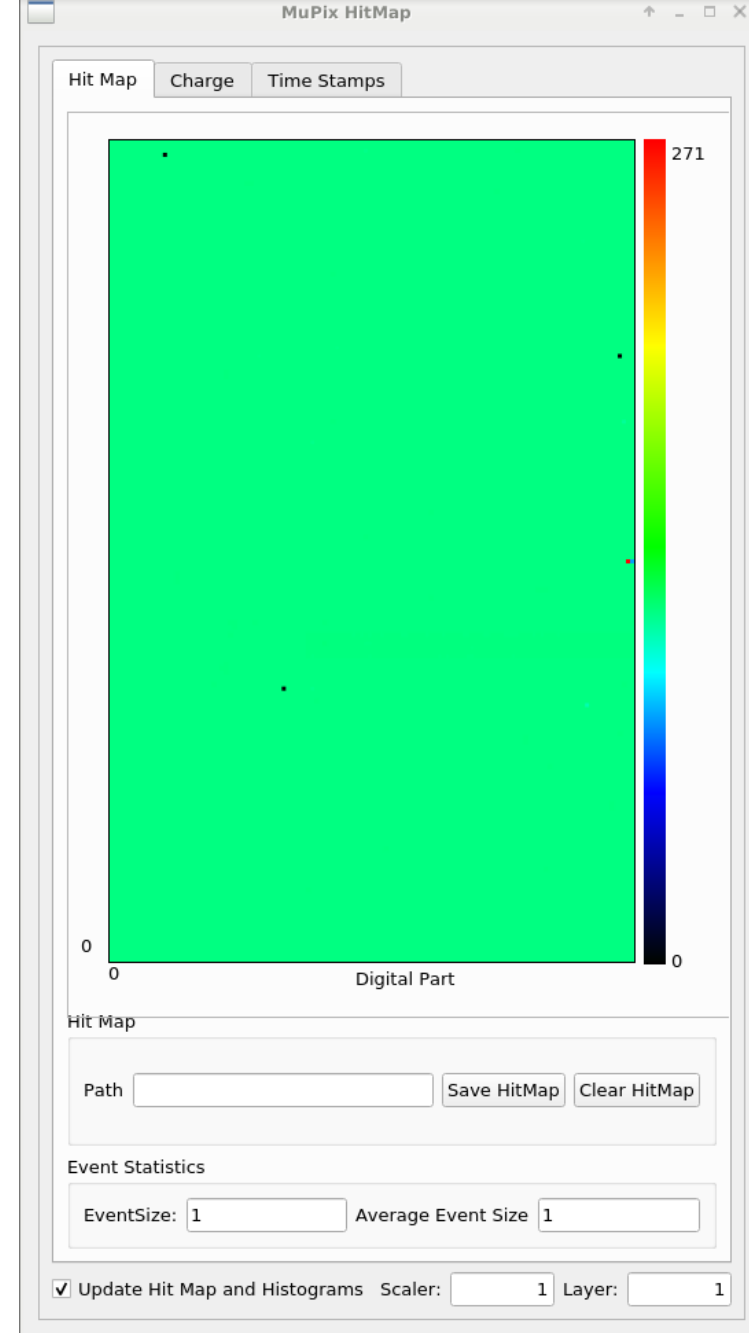 MuPix HitMap
Hit Map Charge Time Stamps
271
0 0
0
Digital Part
Hit Map
Path Save HitMap Clear HitMap
Event Statistics
EventSize: 1 Average Event Size 1
Update Hit Map and Histograms Scaler: 1 Layer: 1